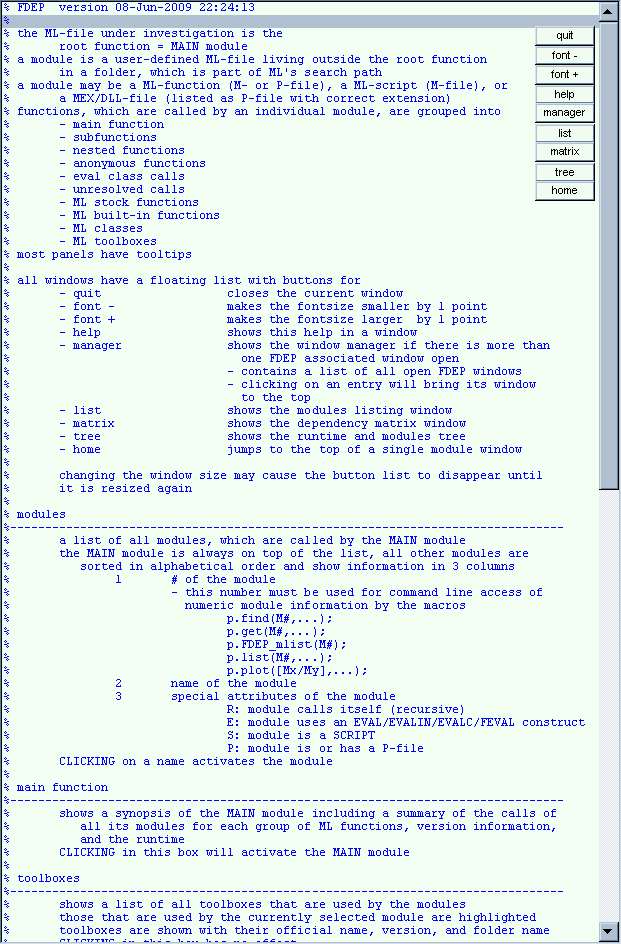 % FDEP  version 08-Jun-2009 22:24:13
%
% the ML-file under investigation is the
%       root function = MAIN module
% a module is a user-defined ML-file living outside the root function
%       in a folder, which is part of ML's search path
% a module may be a ML-function (M- or P-file), a ML-script (M-file), or
%       a MEX/DLL-file (listed as P-file with correct extension)
% functions, which are called by an individual module, are grouped into
%       - main function
%       - subfunctions
%       - nested functions
%       - anonymous functions
%       - eval class calls
%       - unresolved calls
%       - ML stock functions
%       - ML built-in functions
%       - ML classes
%       - ML toolboxes
% most panels have tooltips
%
% all windows have a floating list with buttons for
%       - quit                  closes the current window
%       - font -                makes the fontsize smaller by 1 point
%       - font +                makes the fontsize larger  by 1 point
%       - help                  shows this help in a window
%       - manager               shows the window manager if there is more than
%                                 one FDEP associated window open
%                               - contains a list of all open FDEP windows
%                               - clicking on an entry will bring its window
%                                 to the top
%       - list                  shows the modules listing window
%       - matrix                shows the dependency matrix window
%       - tree                  shows the runtime and modules tree
%       - home                  jumps to the top of a single module window
%
%       changing the window size may cause the button list to disappear until
%       it is resized again
%
% modules
%-------------------------------------------------------------------------------
%       a list of all modules, which are called by the MAIN module
%       the MAIN module is always on top of the list, all other modules are
%          sorted in alphabetical order and show information in 3 columns
%               1       # of the module
%                       - this number must be used for command line access of
%                         numeric module information by the macros
%                               p.find(M#,...);
%                               p.get(M#,...);
%                               p.FDEP_mlist(M#);
%                               p.list(M#,...);
%                               p.plot([Mx/My],...);
%               2       name of the module
%               3       special attributes of the module
%                               R: module calls itself (recursive)
%                               E: module uses an EVAL/EVALIN/EVALC/FEVAL construct
%                               S: module is a SCRIPT
%                               P: module is or has a P-file
%       CLICKING on a name activates the module
%
% main function
%-------------------------------------------------------------------------------
%       shows a synopsis of the MAIN module including a summary of the calls of
%          all its modules for each group of ML functions, version information,
%          and the runtime
%       CLICKING in this box will activate the MAIN module
%
% toolboxes
%-------------------------------------------------------------------------------
%       shows a list of all toolboxes that are used by the modules
%       those that are used by the currently selected module are highlighted
%       toolboxes are shown with their official name, version, and folder name
%       CLICKING in this box has no effect
quit
font -
font +
help
manager
list
matrix
tree
home